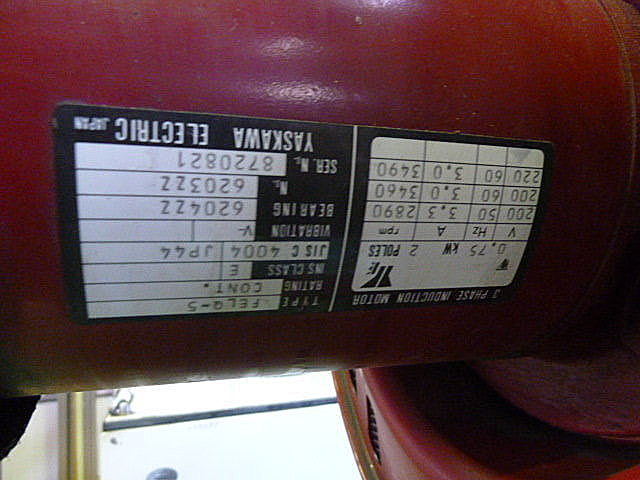 3 PHASE INDUCTION MOTOR
0.75 kW 2 POLES
V Hz A rpm
200 50 3.3 2890
200 60 3.0 3460
220 60 3.0 3490
TYPE FELQ-5
RATING CONT.
INS CLASS E
JIS C 4004 JP44
VIBRATION V-
BEARING 6204ZZ
No. 6203ZZ
SER. No. 8720821
YASKAWA ELECTRIC JAPAN